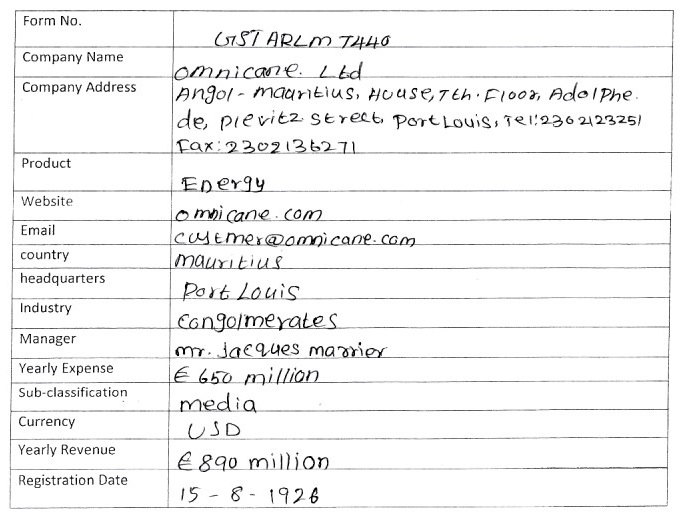 Form No.
GSTARLM7440
Company Name
omnicane. Ltd
Company Address
Angol - mauritius, House, 7th. Floor, Adolphe.
de, plevitz street, Port Louis, Tel: 2302123251
Fax: 2302136271
Product
Energy
Website
omnicane.com
Email
custmer@omnicane.com
country
mauritius
headquarters
Port Louis
Industry
Congolmerates
Manager
mr. Jacques marrier
Yearly Expense
€ 650 million
Sub-classification
media
Currency
USD
Yearly Revenue
€ 890 million
Registration Date
15 - 8 - 1926